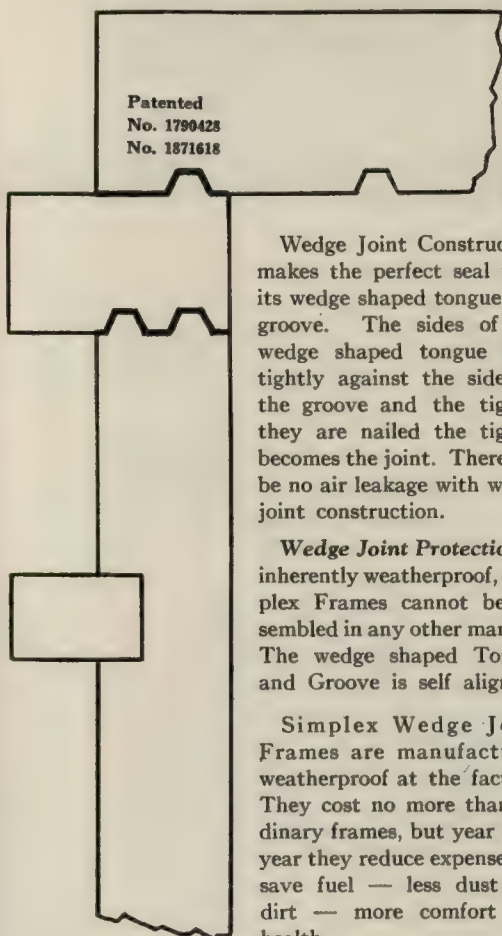 Patented
No. 1790428
No. 1871618
Wedge Joint Construc
makes the perfect seal
its wedge shaped tongue
groove. The sides of
wedge shaped tongue
tightly against the side
the groove and the tig
they are nailed the tig
becomes the joint. There
be no air leakage with w
joint construction.
Wedge Joint Protectio
inherently weatherproof,
plex Frames cannot be
sembled in any other mar
The wedge shaped To
and Groove is self align
Simplex Wedge Jo
Frames are manufact
weatherproof at the fact
They cost no more than
dinary frames, but year
year they reduce expense
save fuel — less dust
dirt — more comfort